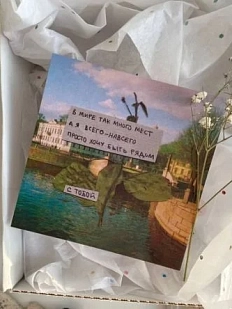 В МИРЕ ТАК МНОГО МЕСТ
А Я ВСЕГО-НАВСЕГО
ПРОСТО ХОЧУ БЫТЬ РЯДОМ
С ТОБОЙ